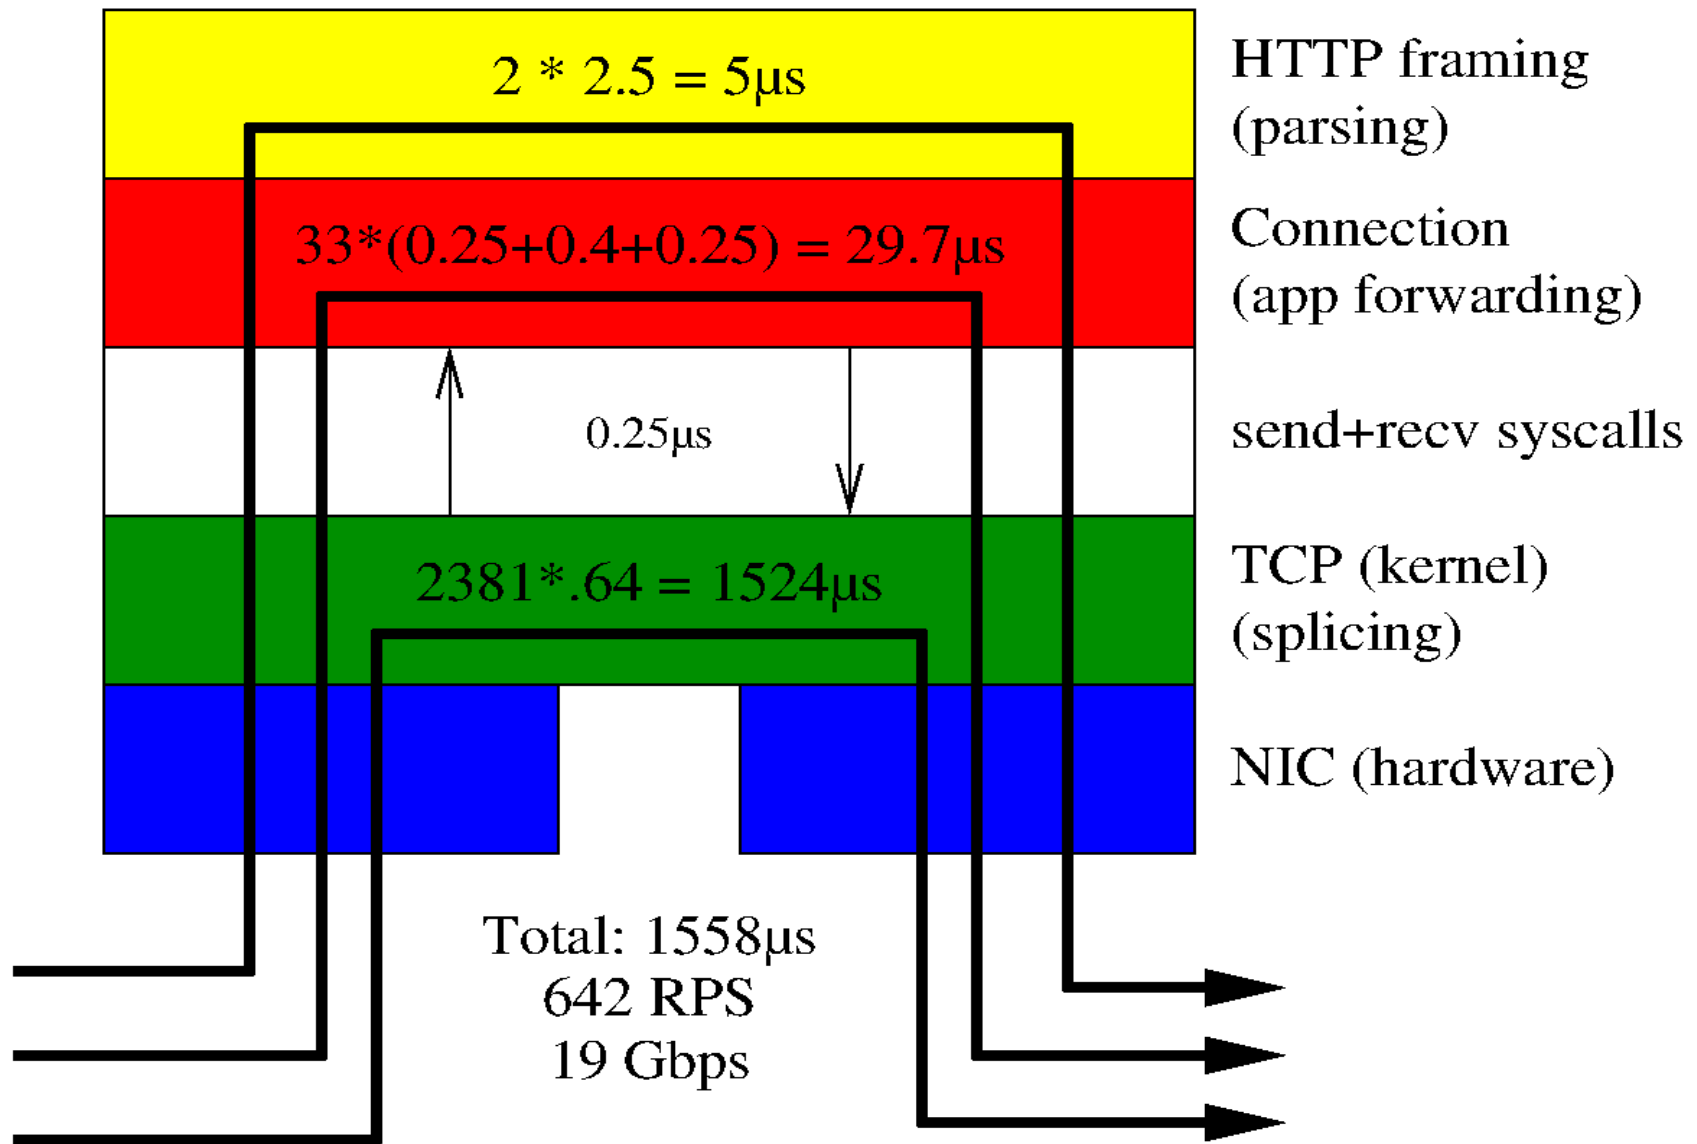 2 * 2.5 = 5µs
HTTP framing
(parsing)
33*(0.25+0.4+0.25) = 29.7µs
Connection
(app forwarding)
0.25µs
send+recv syscalls
2381*.64 = 1524µs
TCP (kernel)
(splicing)
NIC (hardware)
Total: 1558µs
642 RPS
19 Gbps